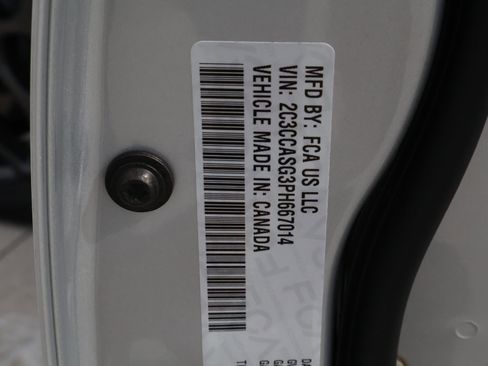 MFD BY: FCA US LLC
VIN: 2C3CCASG3PH667014
VEHICLE MADE IN: CANADA